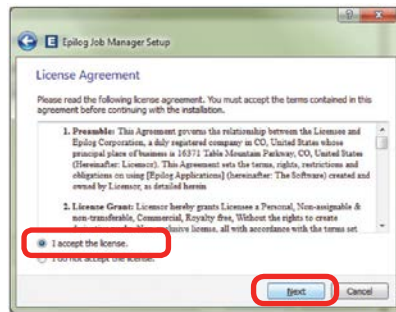 Epilog Job Manager Setup
License Agreement
Please read the following license agreement. You must accept the terms contained in this
agreement before continuing with the installation.
1. Preamble: This Agreement governs the relationship between the Licensee and
Epilog Corporation, a duly registered company in CO, United States whose
principal place of business is 16371 Table Mountain Parkway, CO, United States
(Hereinafter: Licensor). This Agreement sets the terms, rights, restrictions and
obligations on using [Epilog Applications] (hereinafter: The Software) created and
owned by Licensor, as detailed herein
2. License Grant: Licensor hereby grants Licensee a Personal, Non-assignable &
non-transferable, Commercial, Royalty free, Without the rights to create
license, all with accordance with the terms set
I accept the license.
I do not accept the license.
Next
Cancel